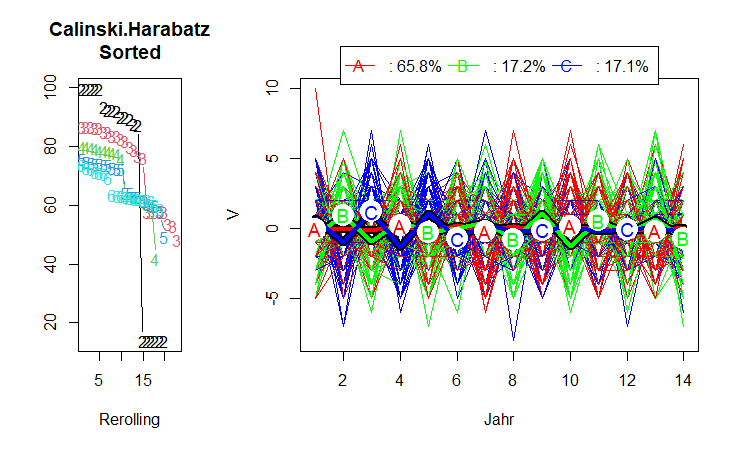 Calinski.Harabatz
Sorted
A : 65.8% B : 17.2% C : 17.1%
100
80
60
40
20
5 15
Rerolling
V
10
5
0
-5
2 4 6 8 10 12 14
Jahr
A B C A B C A B C A B C A B